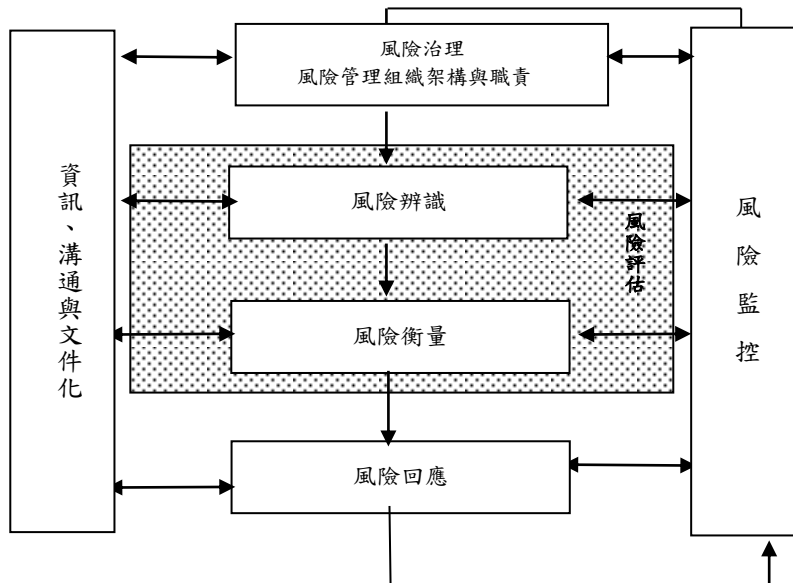 風險治理
風險管理組織架構與職責
資訊、溝通與文件化
風險辨識
風險評估
風險衡量
風險監控
風險回應